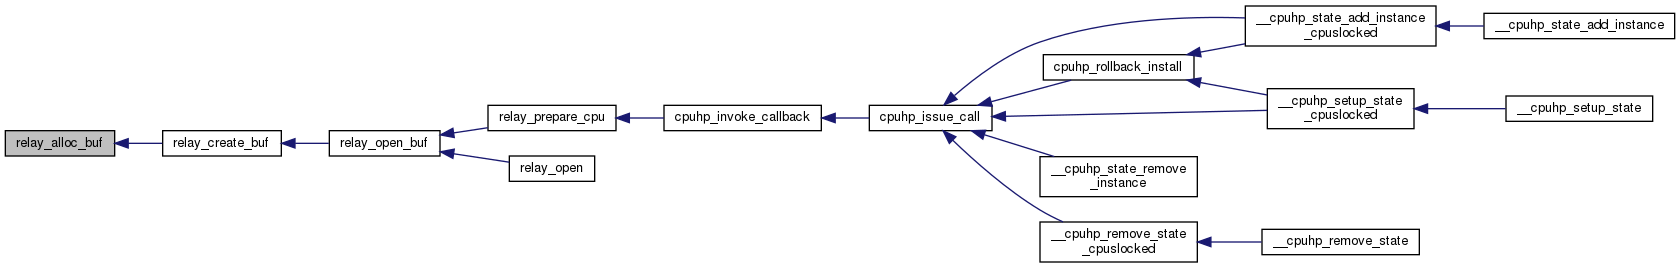 relay_alloc_buf
relay_create_buf
relay_open_buf
relay_prepare_cpu
relay_open
cpuhp_invoke_callback
cpuhp_issue_call
__cpuhp_state_add_instance
_cpuslocked
__cpuhp_state_add_instance
cpuhp_rollback_install
__cpuhp_setup_state
_cpuslocked
__cpuhp_setup_state
__cpuhp_state_remove
_instance
__cpuhp_remove_state
_cpuslocked
__cpuhp_remove_state